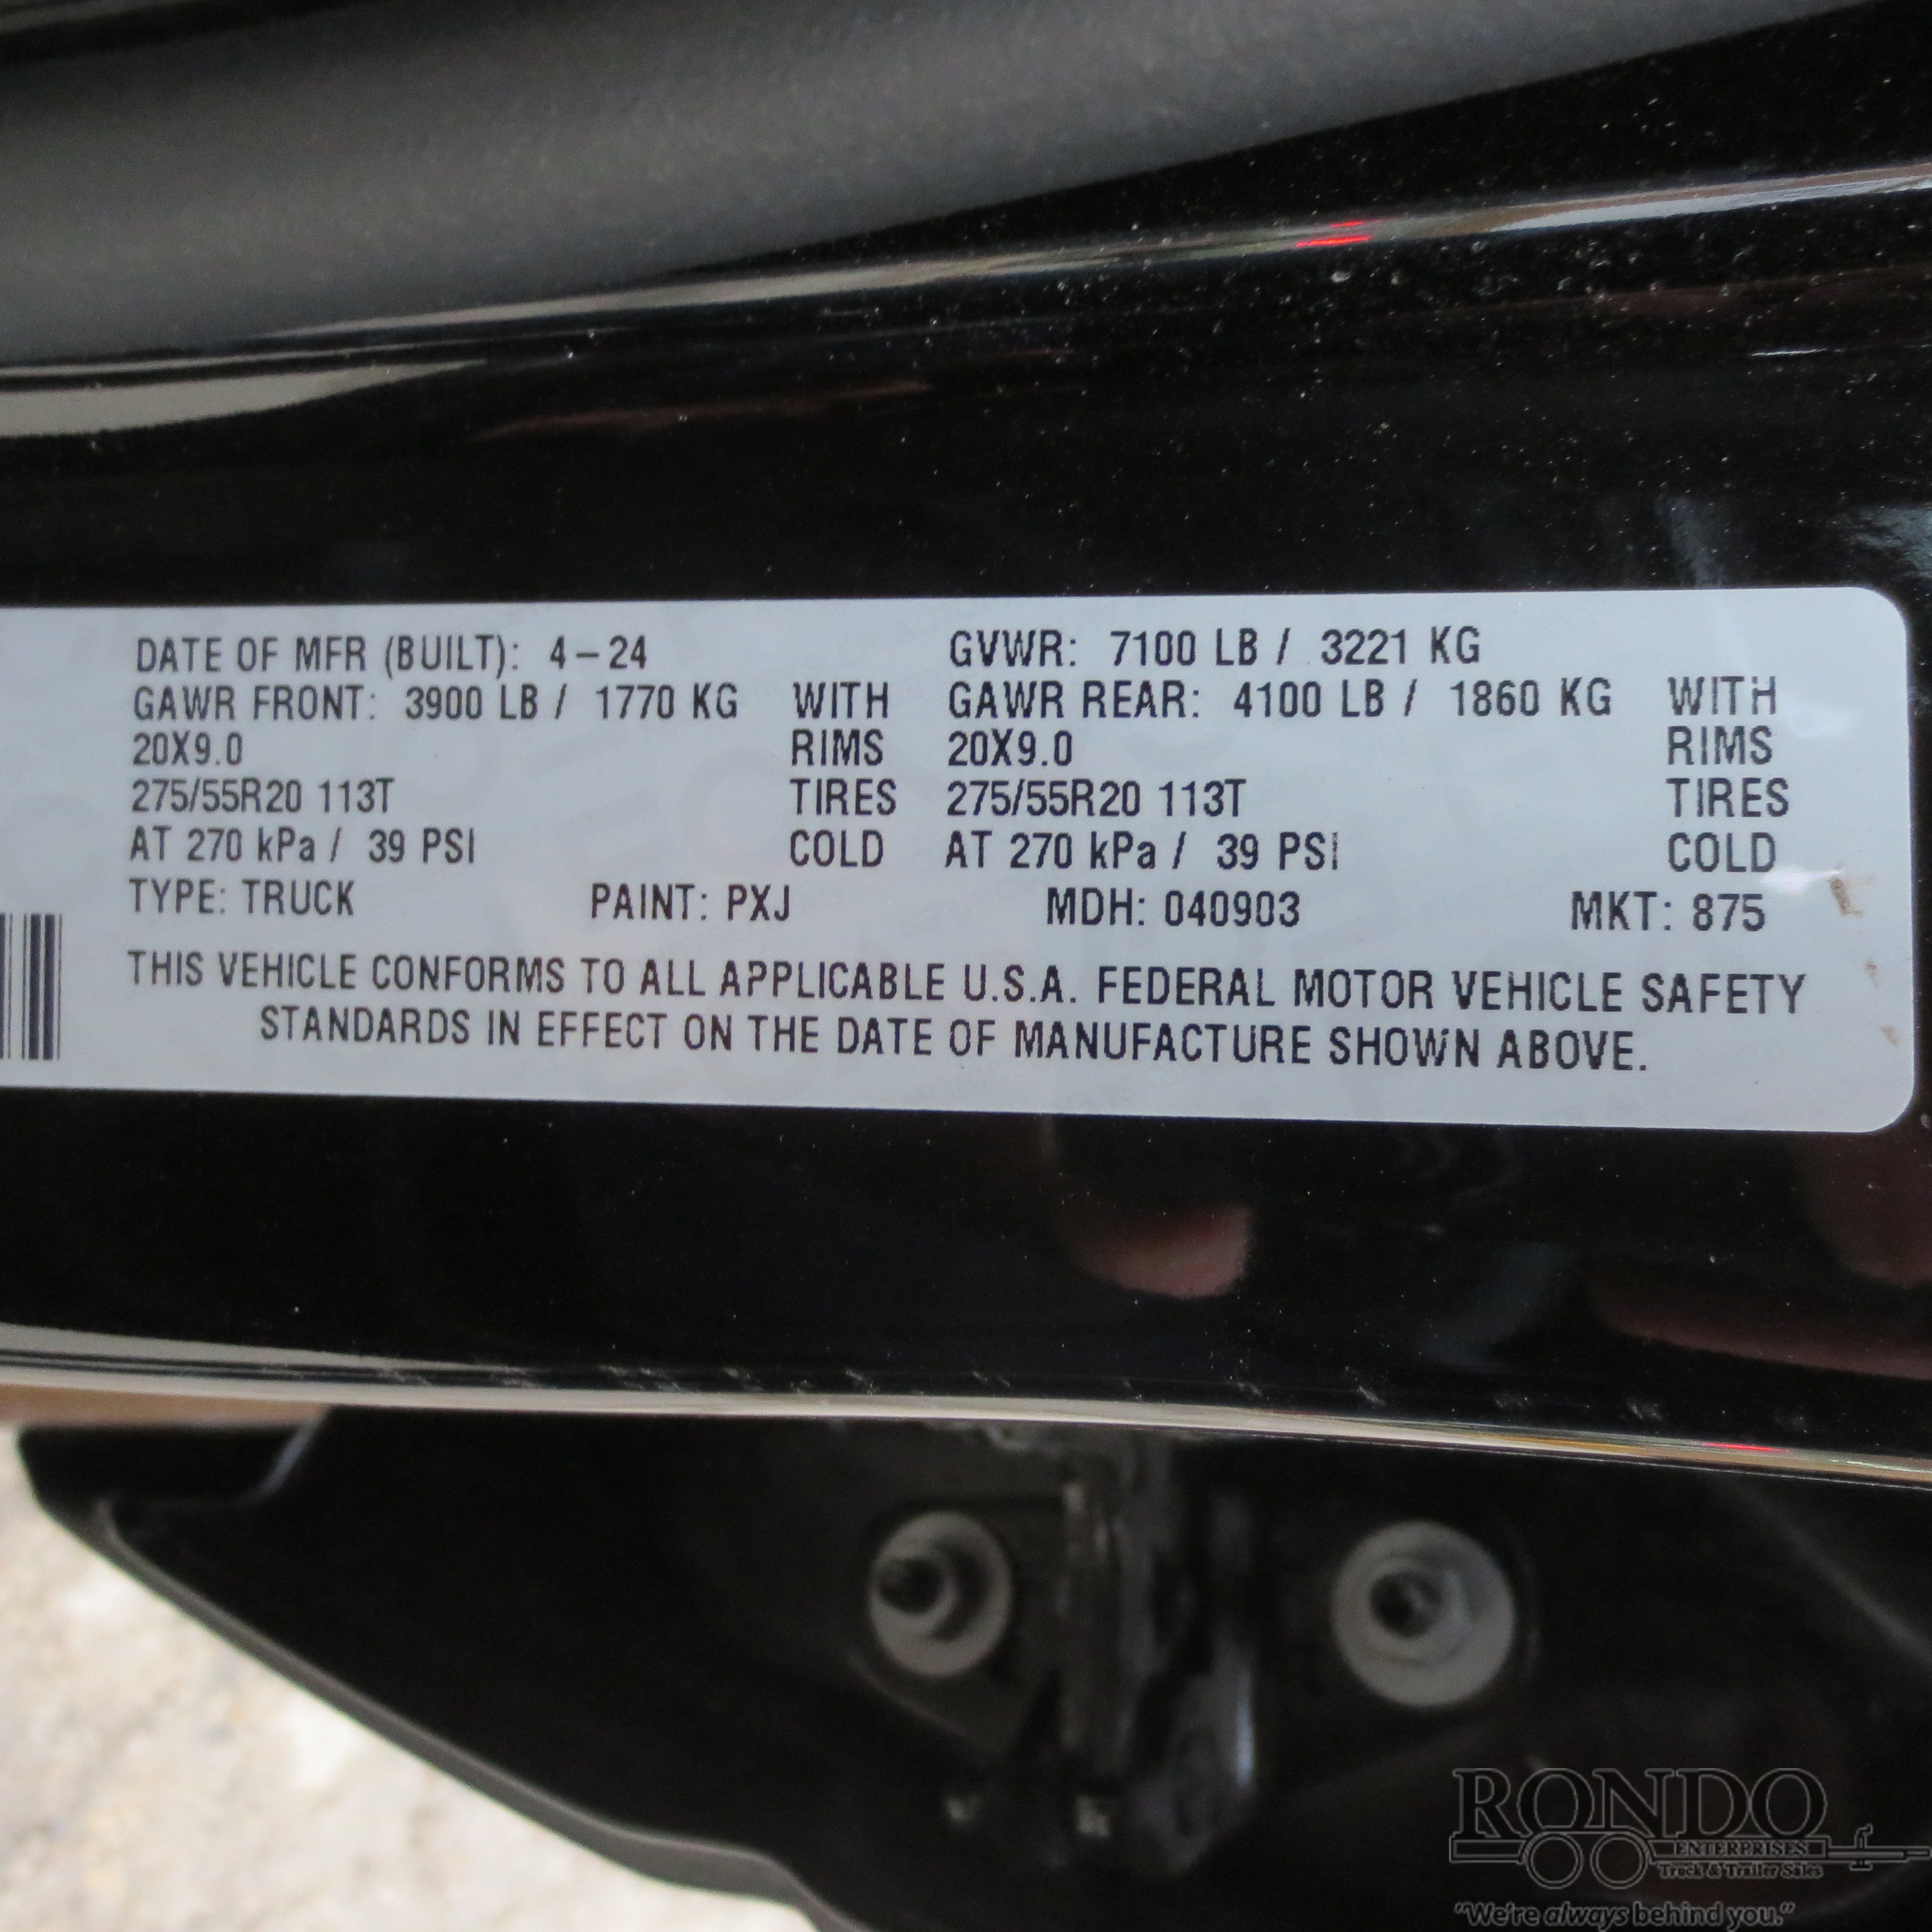 DATE OF MFR (BUILT): 4-24 GVWR: 7100 LB / 3221 KG
GAWR FRONT: 3900 LB / 1770 KG WITH GAWR REAR: 4100 LB / 1860 KG WITH
20X9.0 RIMS 20X9.0 RIMS
275/55R20 113T TIRES 275/55R20 113T TIRES
AT 270 kPa / 39 PSI COLD AT 270 kPa / 39 PSI COLD
TYPE: TRUCK PAINT: PXJ MDH: 040903 MKT: 875
THIS VEHICLE CONFORMS TO ALL APPLICABLE U.S.A. FEDERAL MOTOR VEHICLE SAFETY
STANDARDS IN EFFECT ON THE DATE OF MANUFACTURE SHOWN ABOVE.
RONDO
ENTERPRISES
Truck & Trailer Sales
"We're always behind you."